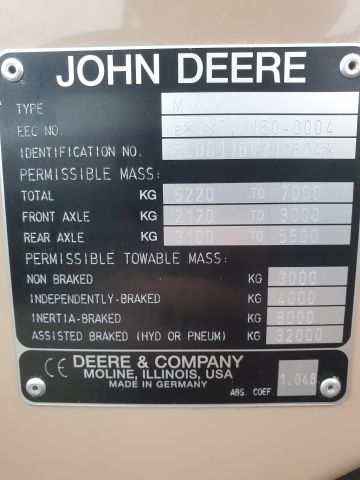 JOHN DEERE
TYPE M
EEC NO.
IDENTIFICATION NO.
PERMISSIBLE MASS:
TOTAL KG 5220 TO 7000
FRONT AXLE KG 2120 TO 3000
REAR AXLE KG 3100 TO 5600
PERMISSIBLE TOWABLE MASS:
NON BRAKED KG 3000
INDEPENDENTLY-BRAKED KG 4000
INERTIA-BRAKED KG 8000
ASSISTED BRAKED (HYD OR PNEUM) KG 32000
CE DEERE & COMPANY
MOLINE, ILLINOIS, USA
MADE IN GERMANY
ABS. COEF. 1.048